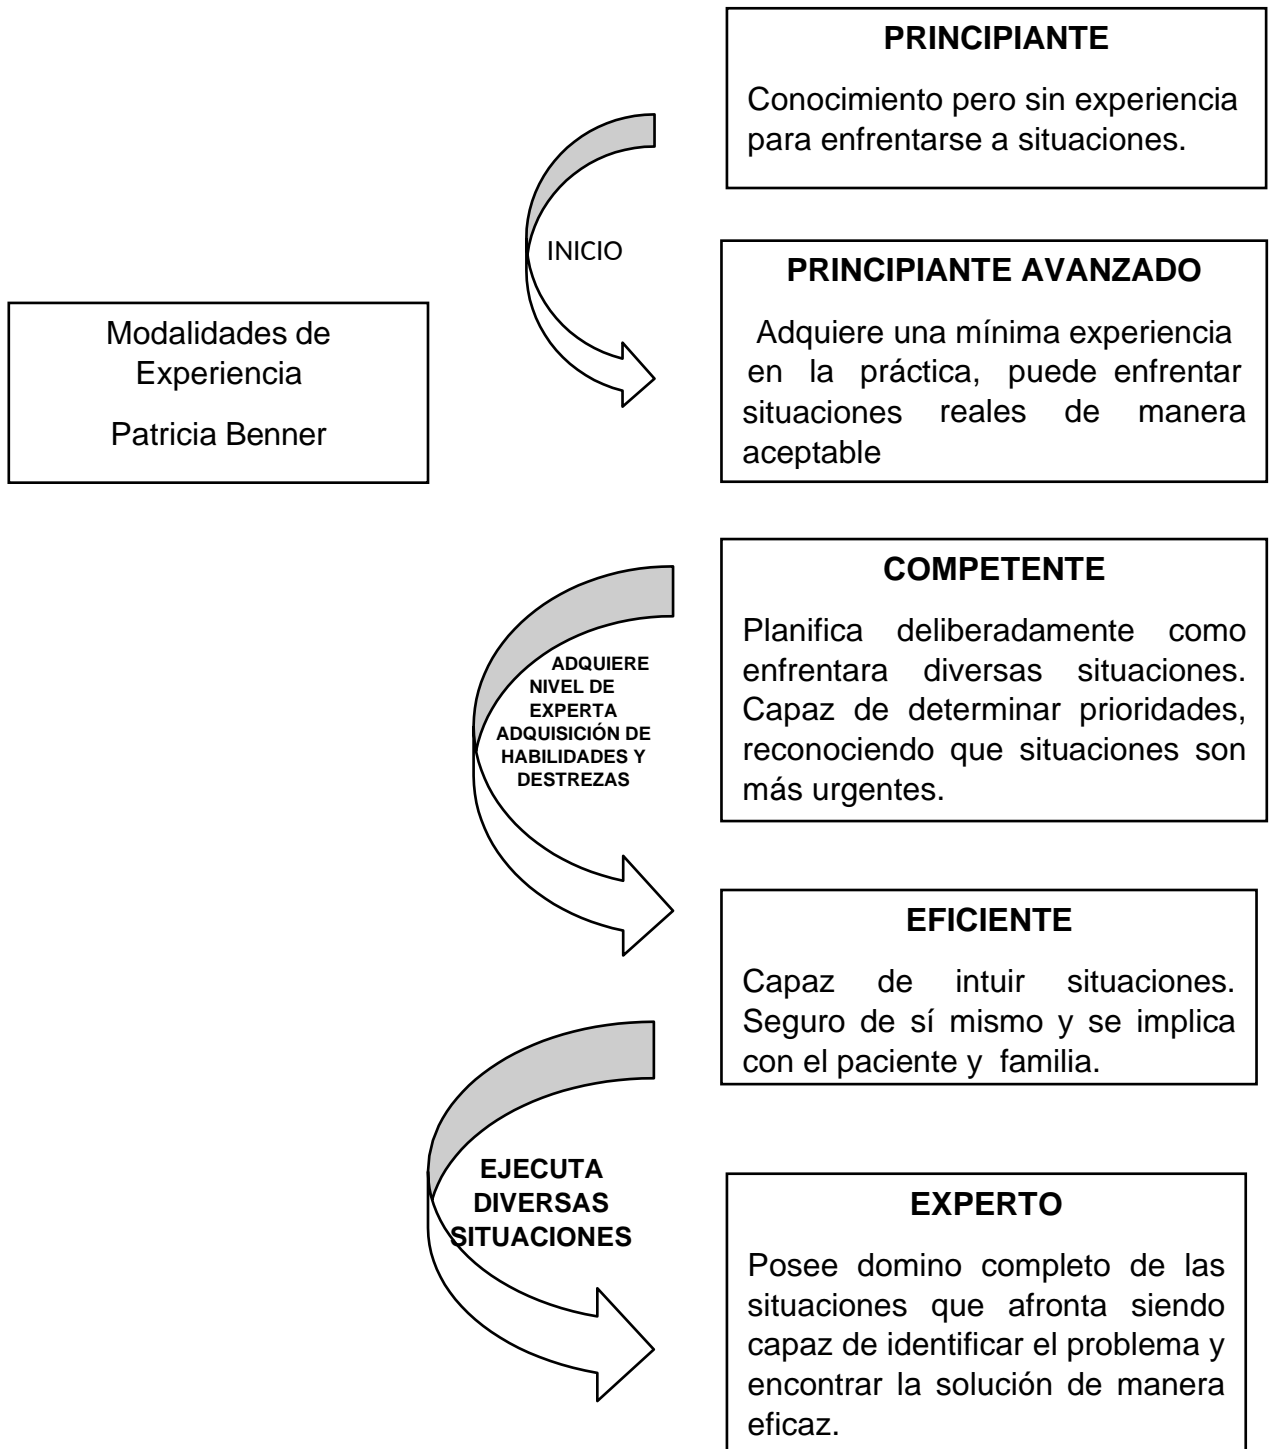 PRINCIPIANTE
Conocimiento pero sin experiencia
para enfrentarse a situaciones.
INICIO
PRINCIPIANTE AVANZADO
Adquiere una mínima experiencia
en la práctica, puede enfrentar
situaciones reales de manera
aceptable
Modalidades de
Experiencia
Patricia Benner
COMPETENTE
Planifica deliberadamente como
enfrentara diversas situaciones.
Capaz de determinar prioridades,
reconociendo que situaciones son
más urgentes.
ADQUIERE
NIVEL DE
EXPERTA
ADQUISICIÓN DE
HABILIDADES Y
DESTREZAS
EFICIENTE
Capaz de intuir situaciones.
Seguro de sí mismo y se implica
con el paciente y familia.
EJECUTA
DIVERSAS
SITUACIONES
EXPERTO
Posee domino completo de las
situaciones que afronta siendo
capaz de identificar el problema y
encontrar la solución de manera
eficaz.